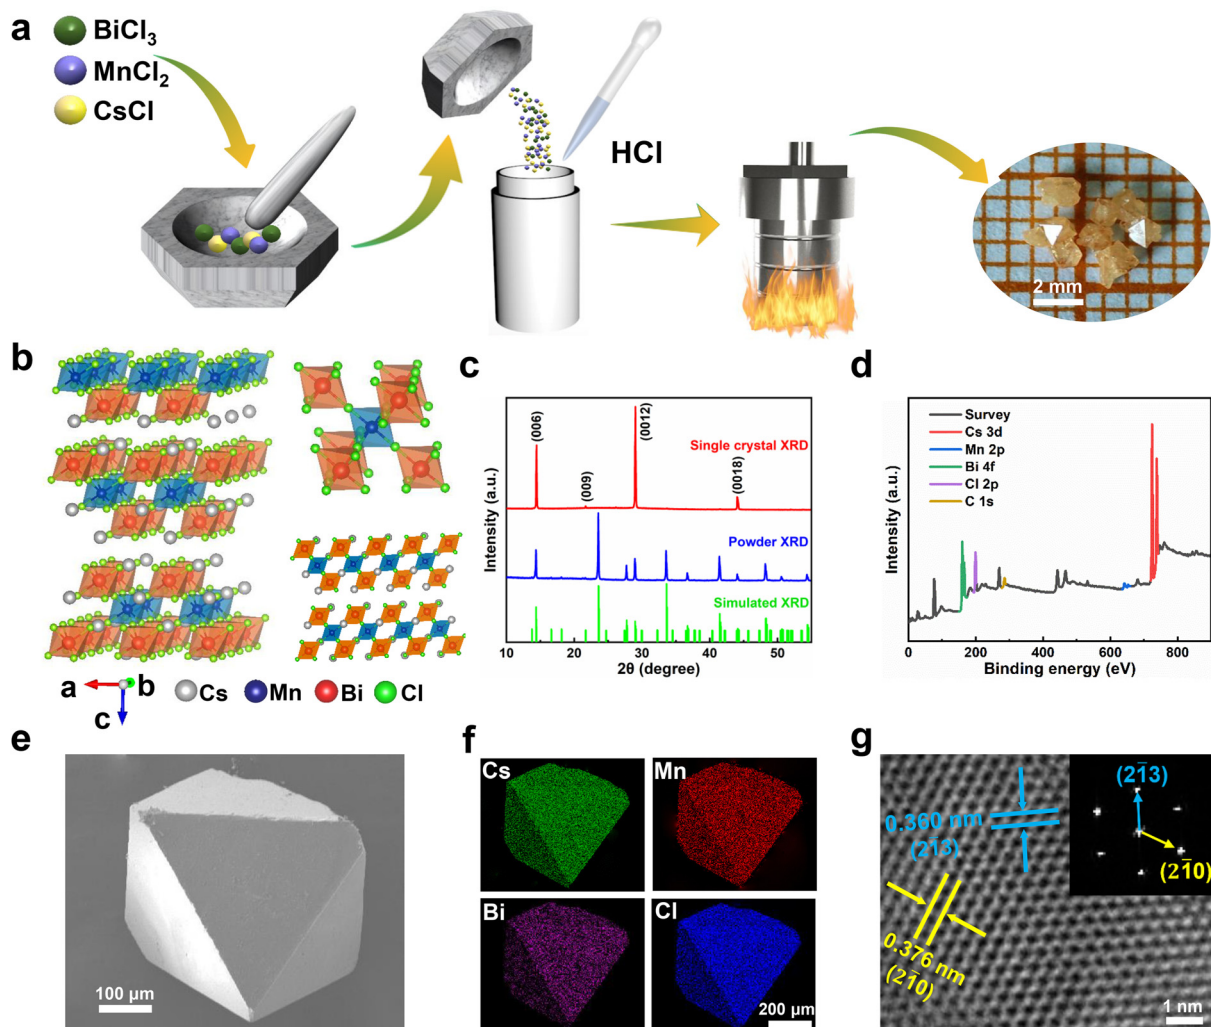 a
BiCl₃
MnCl₂
CsCl
HCl
2 mm
b
a
b
c
Cs
Mn
Bi
Cl
c
Intensity (a.u.)
(006)
(009)
(0012)
(0018)
Single crystal XRD
Powder XRD
Simulated XRD
10 20 30 40 50
2θ (degree)
d
Intensity (a.u.)
Survey
Cs 3d
Mn 2p
Bi 4f
Cl 2p
C 1s
0 200 400 600 800
Binding energy (eV)
e
100 µm
f
Cs
Mn
Bi
Cl
200 µm
g
0.360 nm
(21̄3)
0.376 nm
(21̄0)
(21̄3)
(21̄0)
1 nm